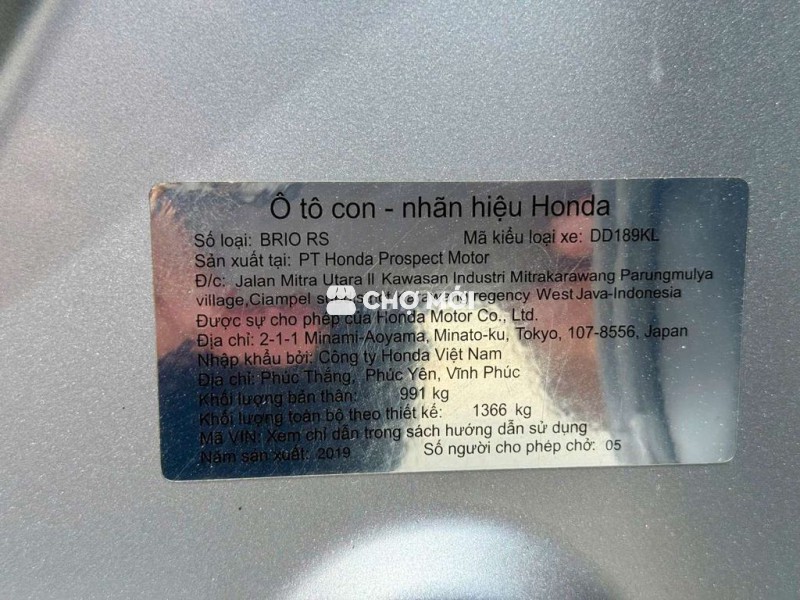 Ô tô con - nhãn hiệu Honda
Số loại: BRIO RS Mã kiểu loại xe: DD189KL
Sản xuất tại: PT Honda Prospect Motor
Đ/c: Jalan Mitra Utara II Kawasan Industri Mitrakarawang Parungmulya
village,Ciampel regency West Java-Indonesia
CHỢ MỚI
Được sự cho phép của Honda Motor Co., Ltd.
Địa chỉ: 2-1-1 Minami-Aoyama, Minato-ku, Tokyo, 107-8556, Japan
Nhập khẩu bởi: Công ty Honda Việt Nam
Địa chỉ: Phúc Thắng, Phúc Yên, Vĩnh Phúc
Khối lượng bản thân: 991 kg
Khối lượng toàn bộ theo thiết kế: 1366 kg
Mã VIN: Xem chỉ dẫn trong sách hướng dẫn sử dụng
Năm sản xuất: 2019 Số người cho phép chở: 05